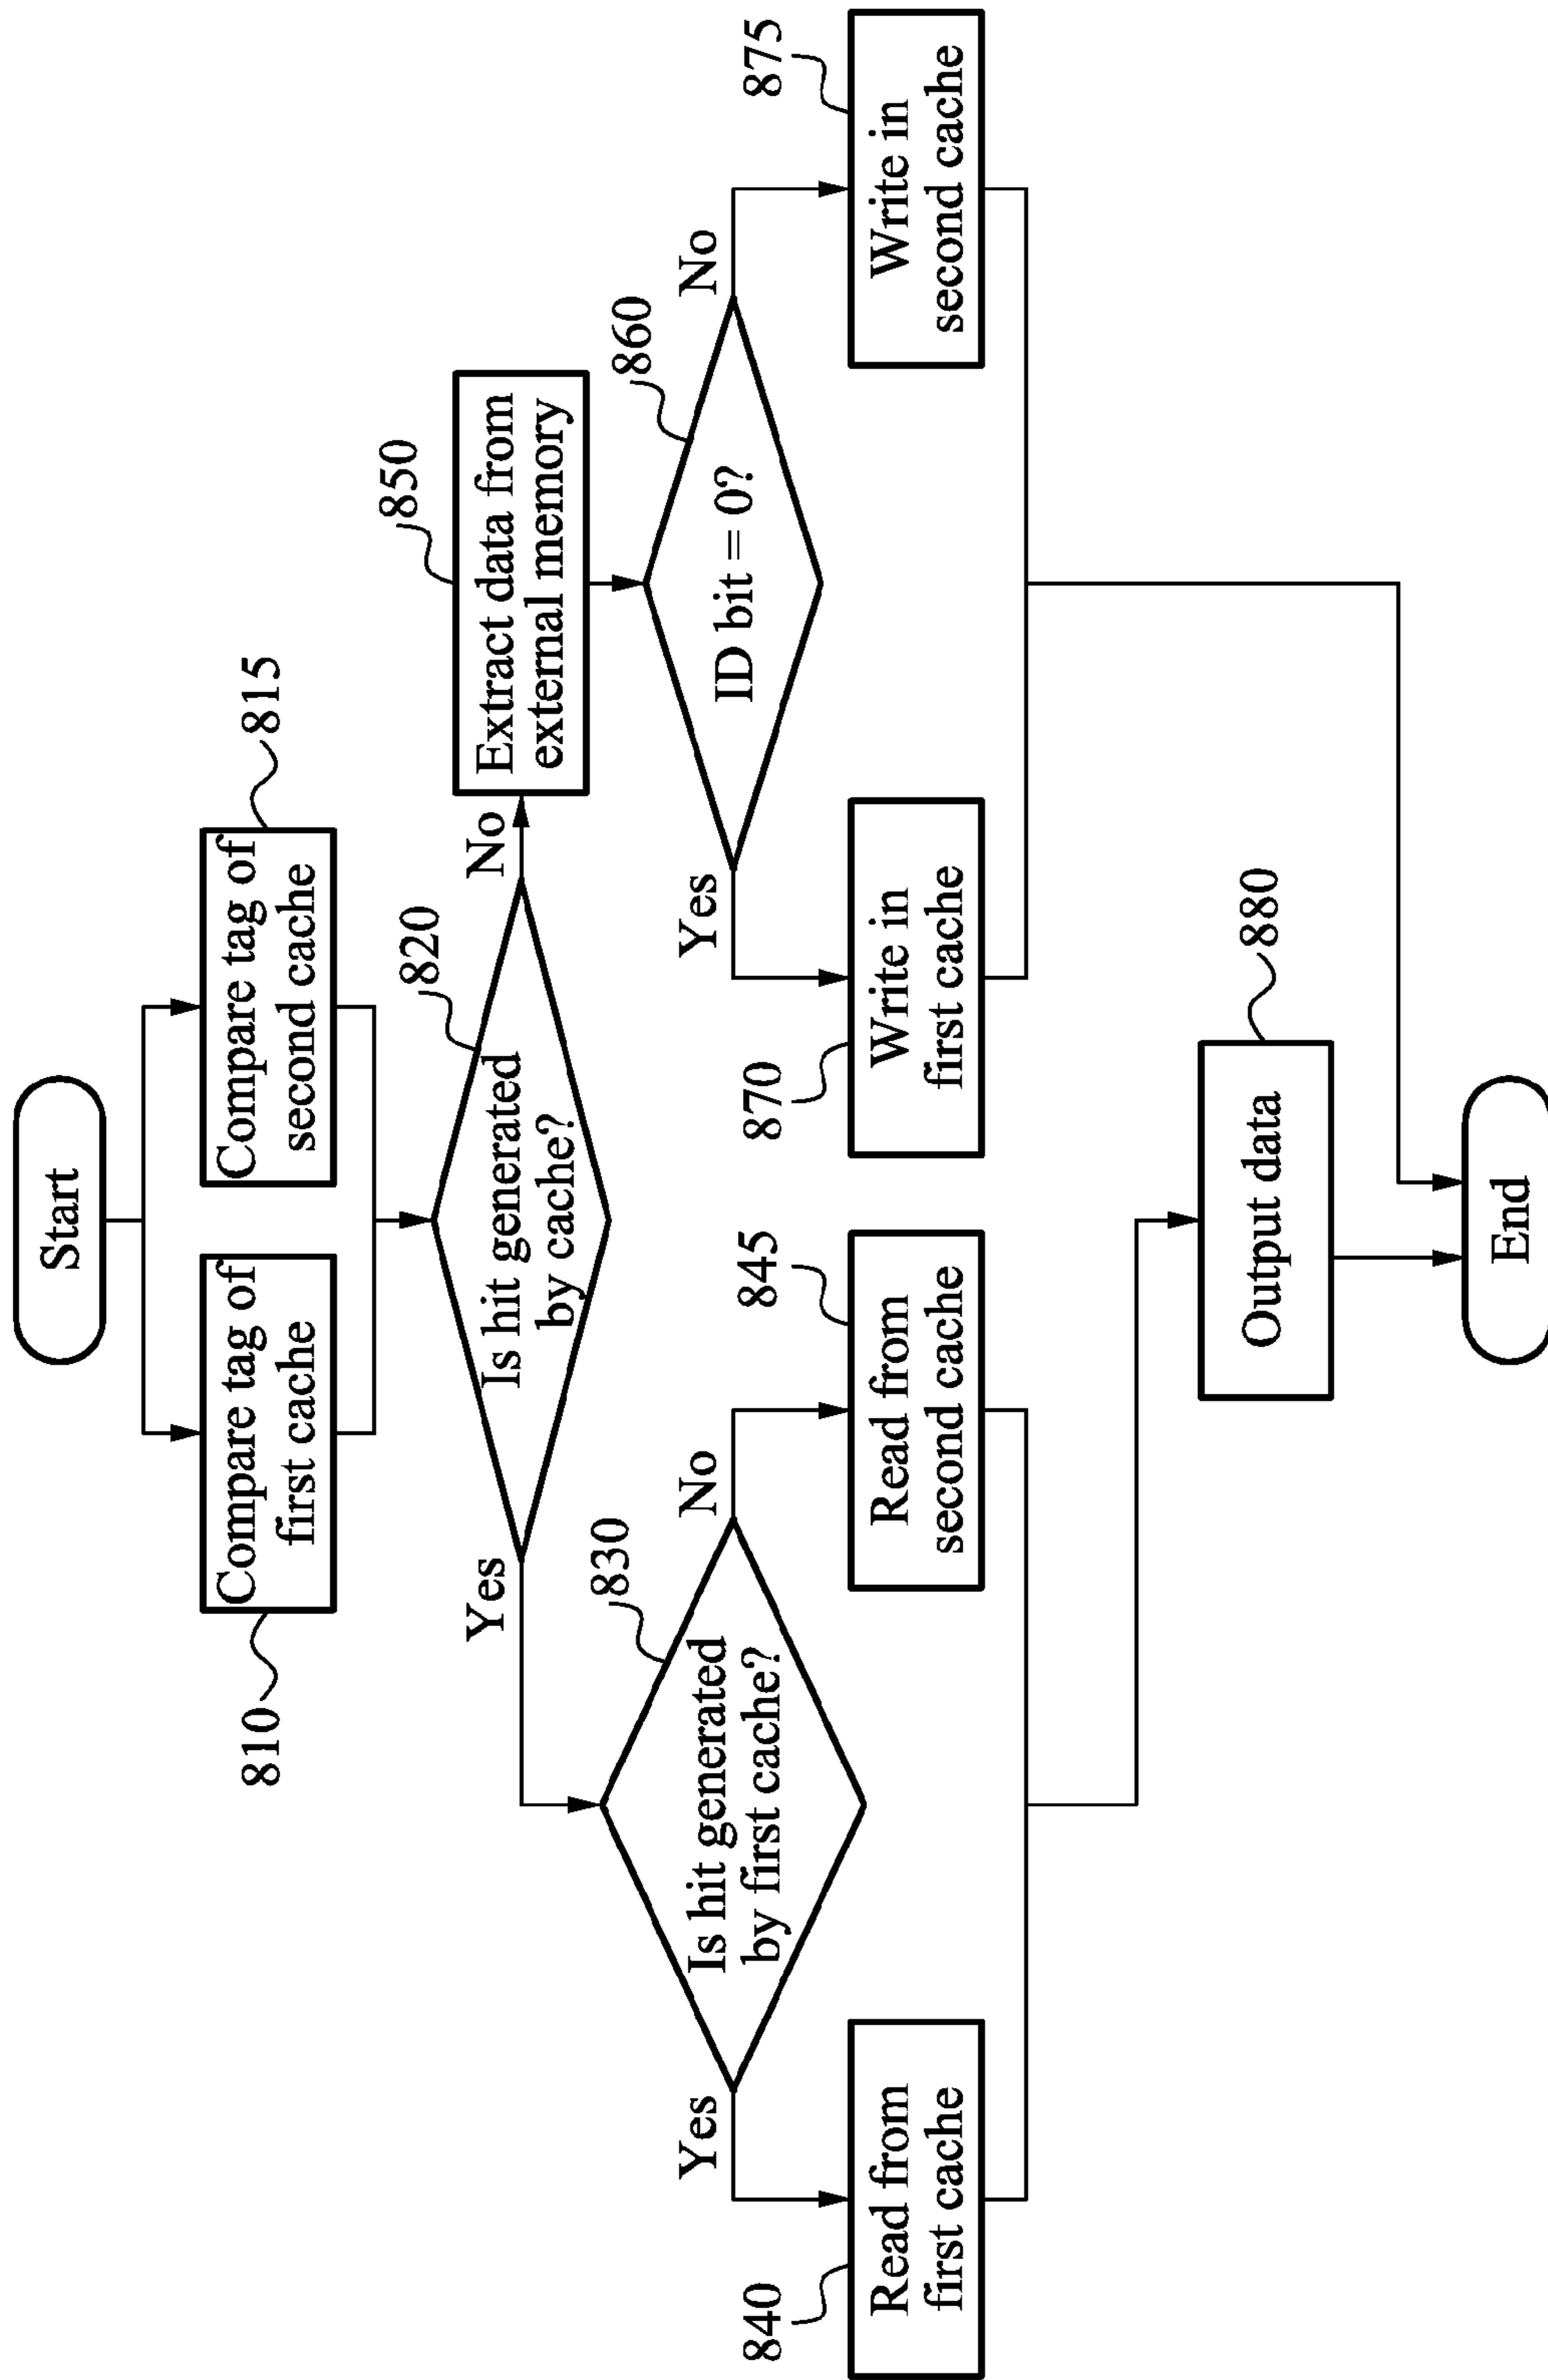 Start
810
Compare tag of
first cache
Compare tag of
second cache
815
Is hit generated
by cache?
820
Yes
No
Extract data from
external memory
850
Is hit generated
by first cache?
830
Yes
No
ID bit = 0?
860
Yes
No
840
Read from
first cache
Read from
second cache
845
870
Write in
first cache
Write in
second cache
875
Output data
880
End